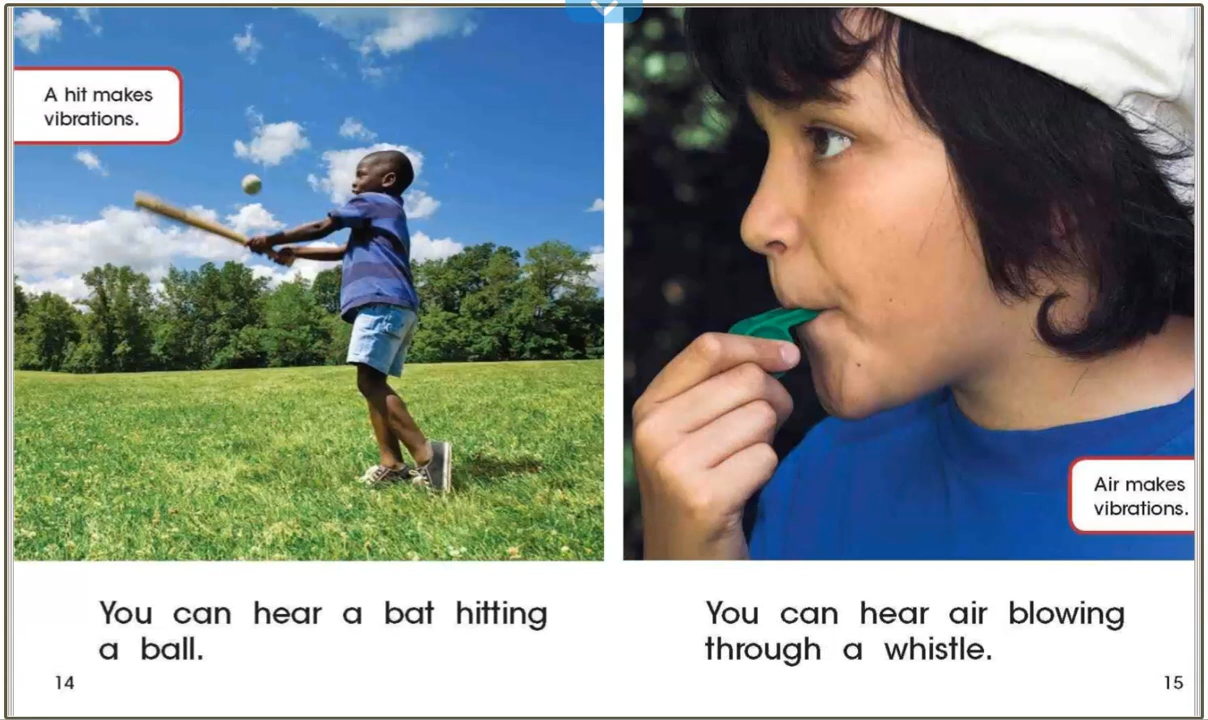 A hit makes
vibrations.
You can hear a bat hitting
a ball.
14
Air makes
vibrations.
You can hear air blowing
through a whistle.
15